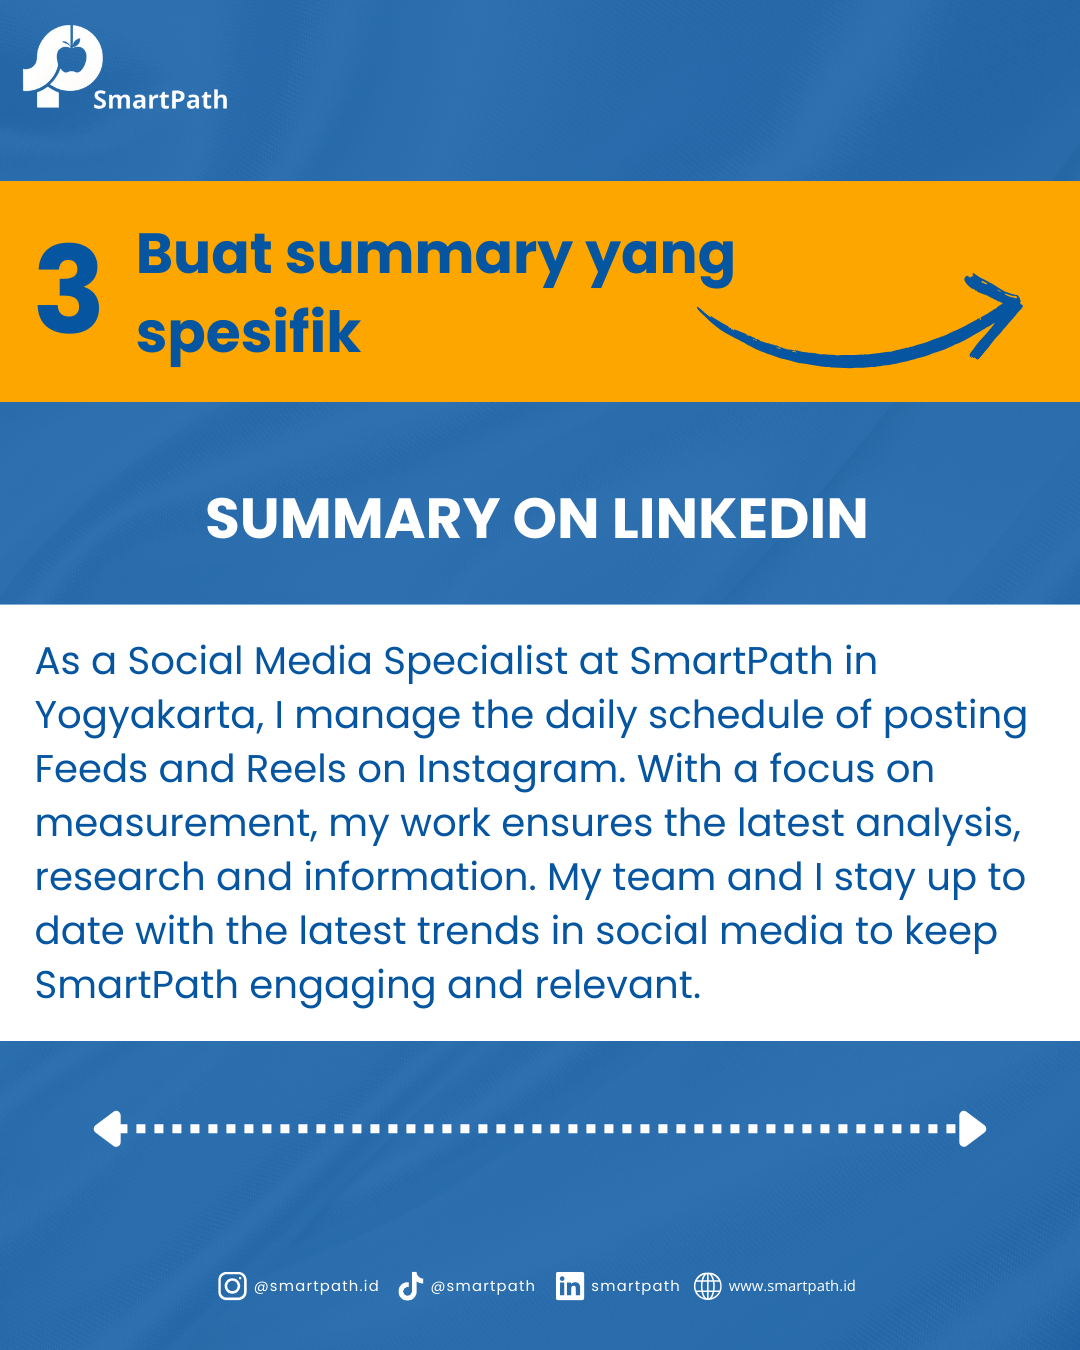 SmartPath
3
Buat summary yang
spesifik
SUMMARY ON LINKEDIN
As a Social Media Specialist at SmartPath in
Yogyakarta, I manage the daily schedule of posting
Feeds and Reels on Instagram. With a focus on
measurement, my work ensures the latest analysis,
research and information. My team and I stay up to
date with the latest trends in social media to keep
SmartPath engaging and relevant.
@smartpath.id @smartpath in smartpath www.smartpath.id